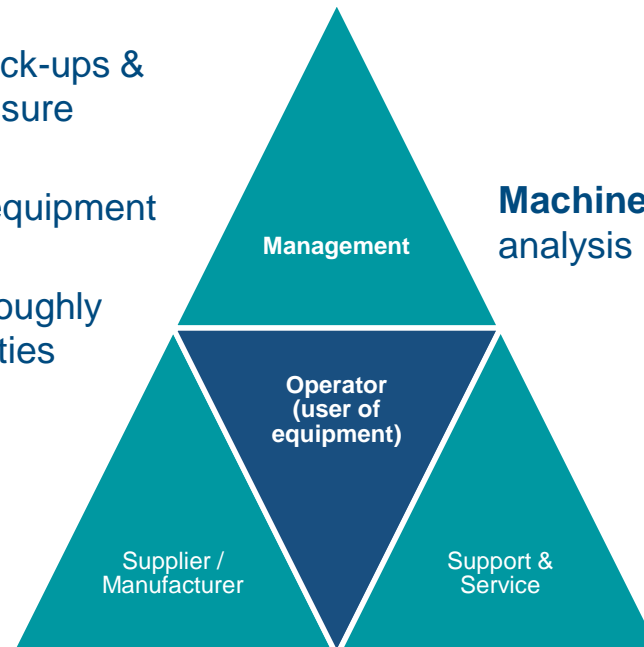 ck-ups &
sure
equipment
oughly
ties
Machine
analysis
Management
Operator
(user of
equipment)
Supplier /
Manufacturer
Support &
Service